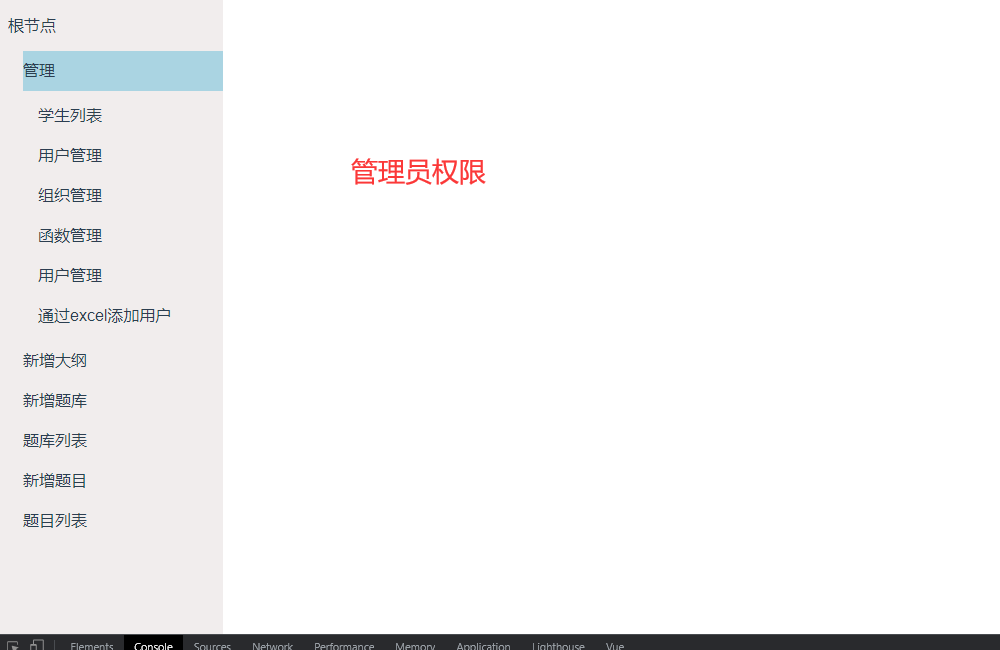 根节点
管理
学生列表
用户管理
组织管理
函数管理
用户管理
通过excel添加用户
新增大纲
新增题库
题库列表
新增题目
题目列表
管理员权限
Elements Console Sources Network Performance Memory Application Lighthouse Vue